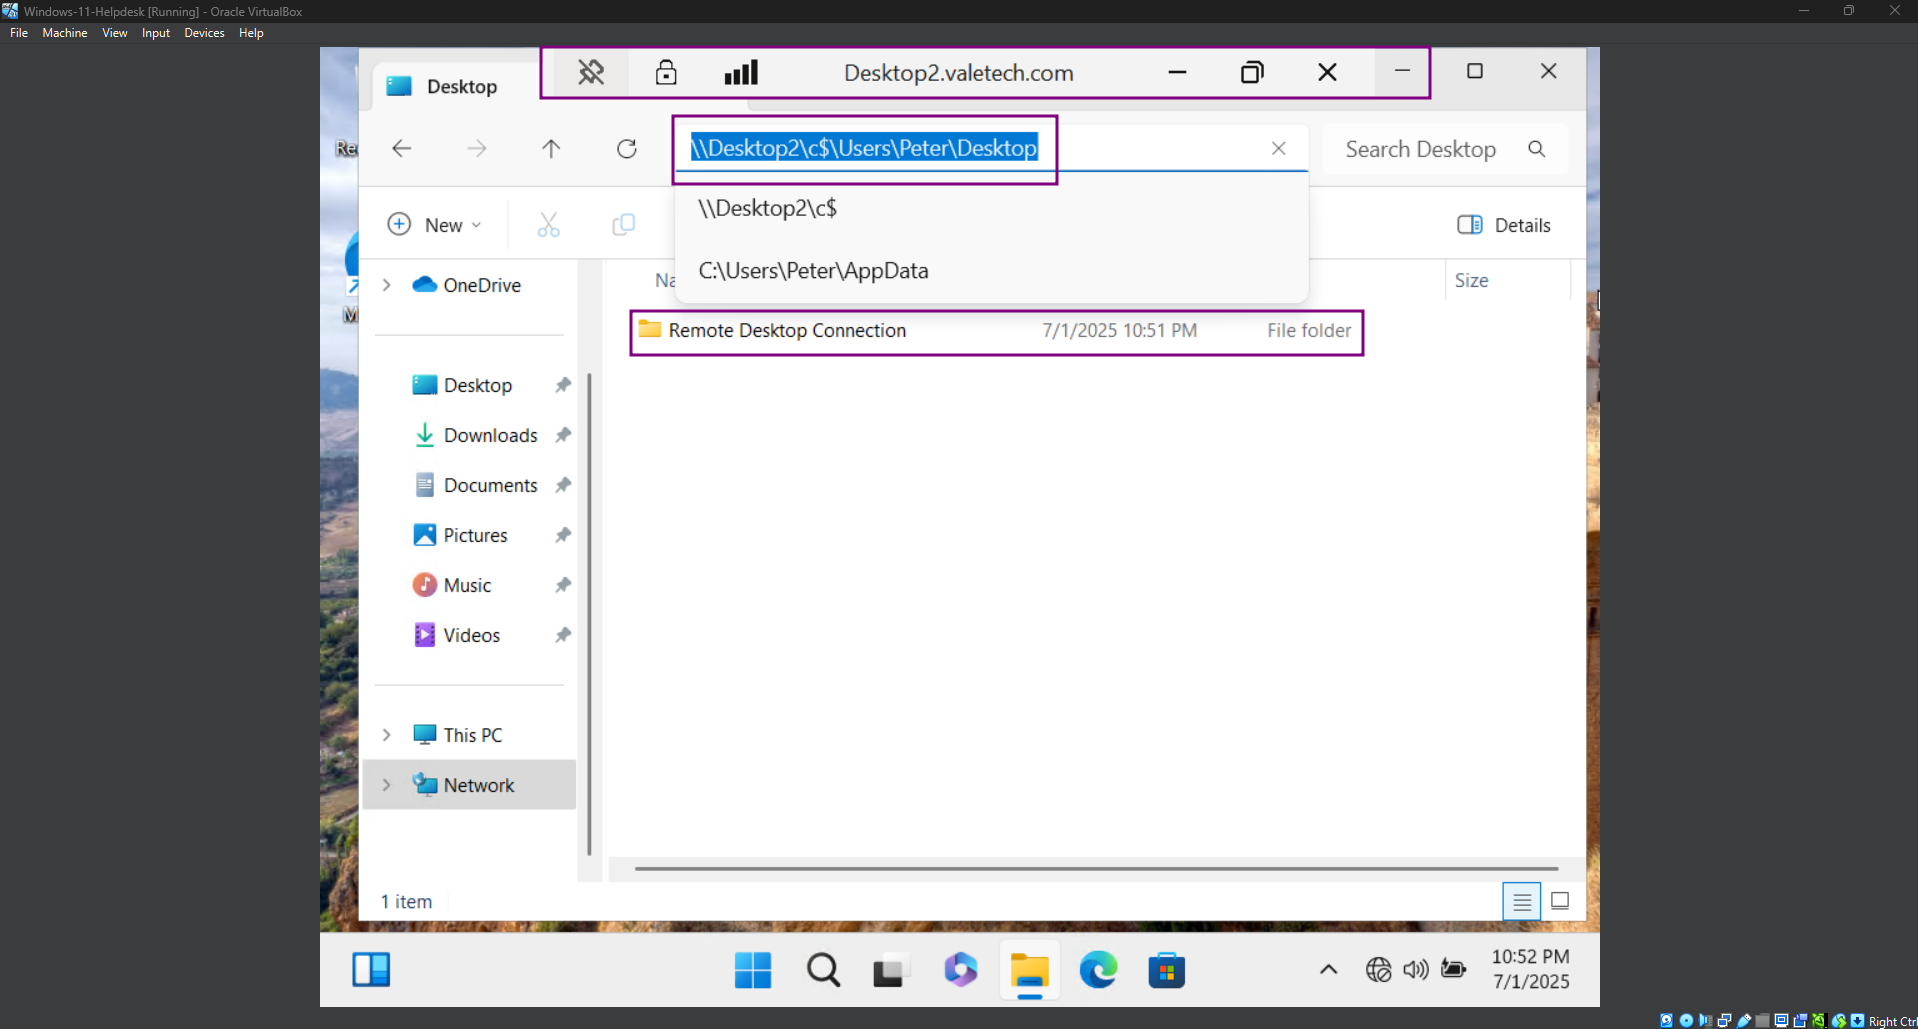 Windows-11-Helpdesk [Running] - Oracle VirtualBox
File Machine View Input Devices Help
Desktop
Desktop2.valetech.com
\\Desktop2\c$\Users\Peter\Desktop
Search Desktop
\\Desktop2\c$
C:\Users\Peter\AppData
New
Details
OneDrive
Size
Remote Desktop Connection 7/1/2025 10:51 PM File folder
Desktop
Downloads
Documents
Pictures
Music
Videos
This PC
Network
1 item
10:52 PM
7/1/2025
Right Ctrl